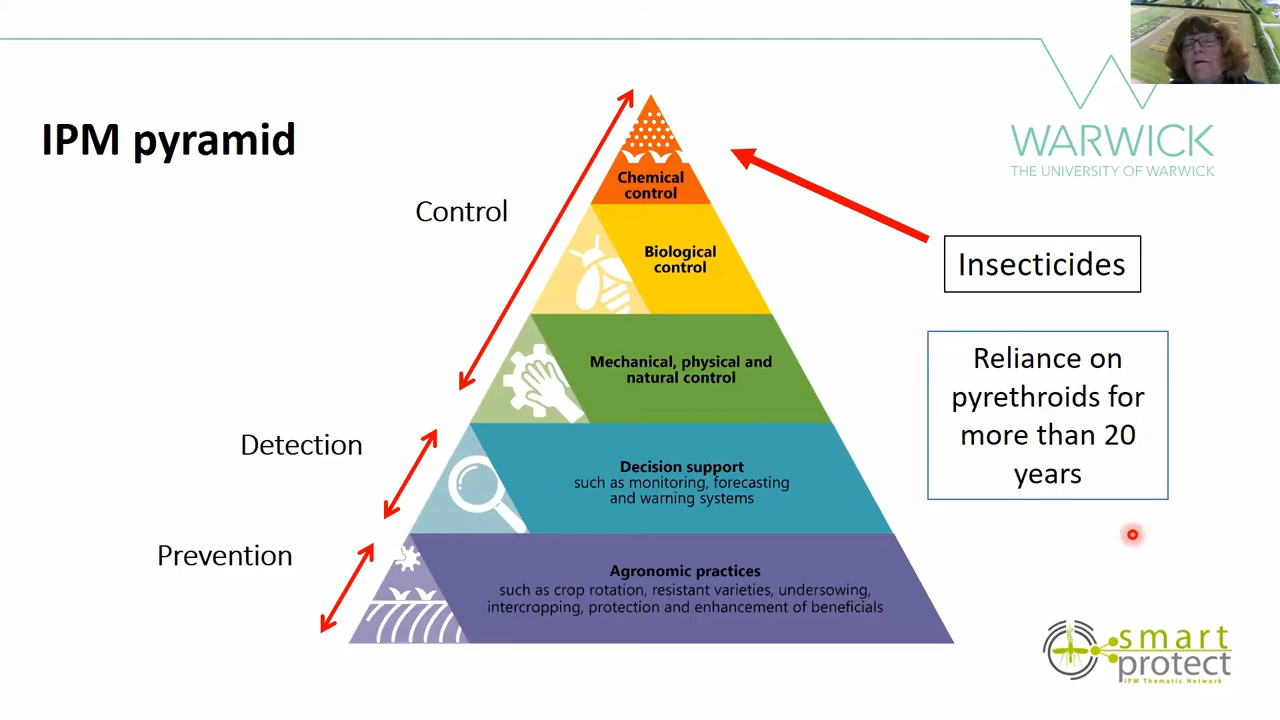 IPM pyramid
WARWICK
THE UNIVERSITY OF WARWICK
Control
Detection
Prevention
Chemical
control
Biological
control
Mechanical, physical and
natural control
Decision support
such as monitoring, forecasting
and warning systems
Agronomic practices
such as crop rotation, resistant varieties, undersowing,
intercropping, protection and enhancement of beneficials
Insecticides
Reliance on
pyrethroids for
more than 20
years
smart
protect
IPM Thematic Network